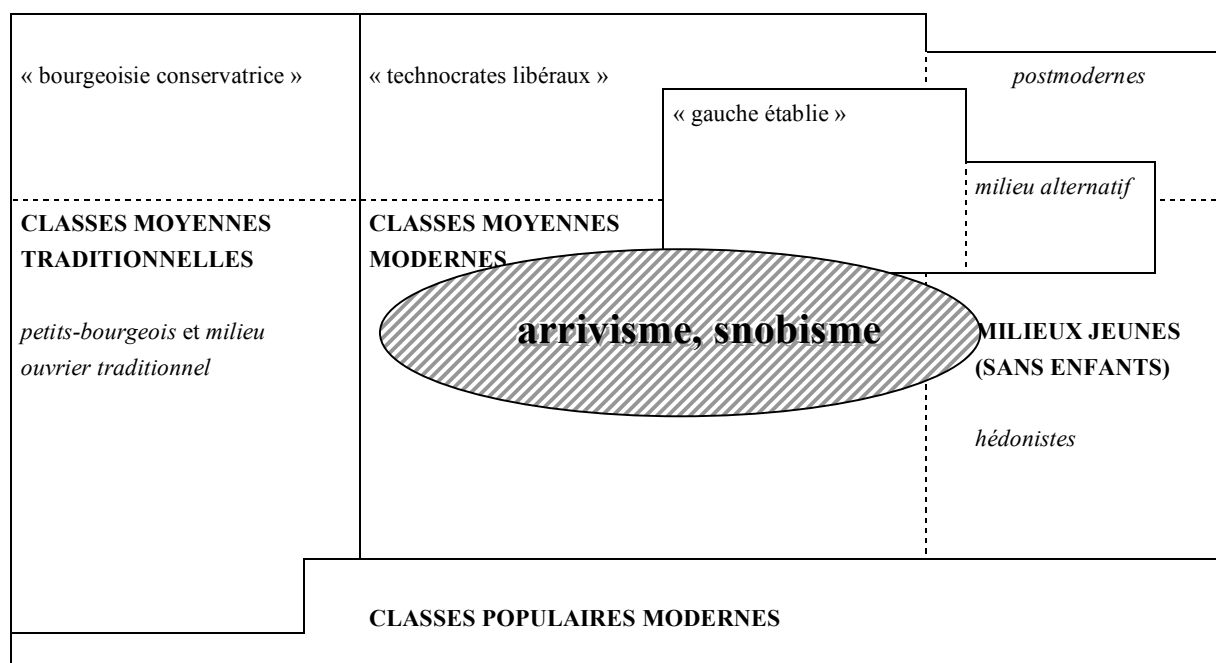 « bourgeoisie conservatrice »
« technocrates libéraux »
postmodernes
« gauche établie »
milieu alternatif
CLASSES MOYENNES
TRADITIONNELLES
CLASSES MOYENNES
MODERNES
petits-bourgeois et milieu
ouvrier traditionnel
arrivisme, snobisme
MILIEUX JEUNES
(SANS ENFANTS)
hédonistes
CLASSES POPULAIRES MODERNES